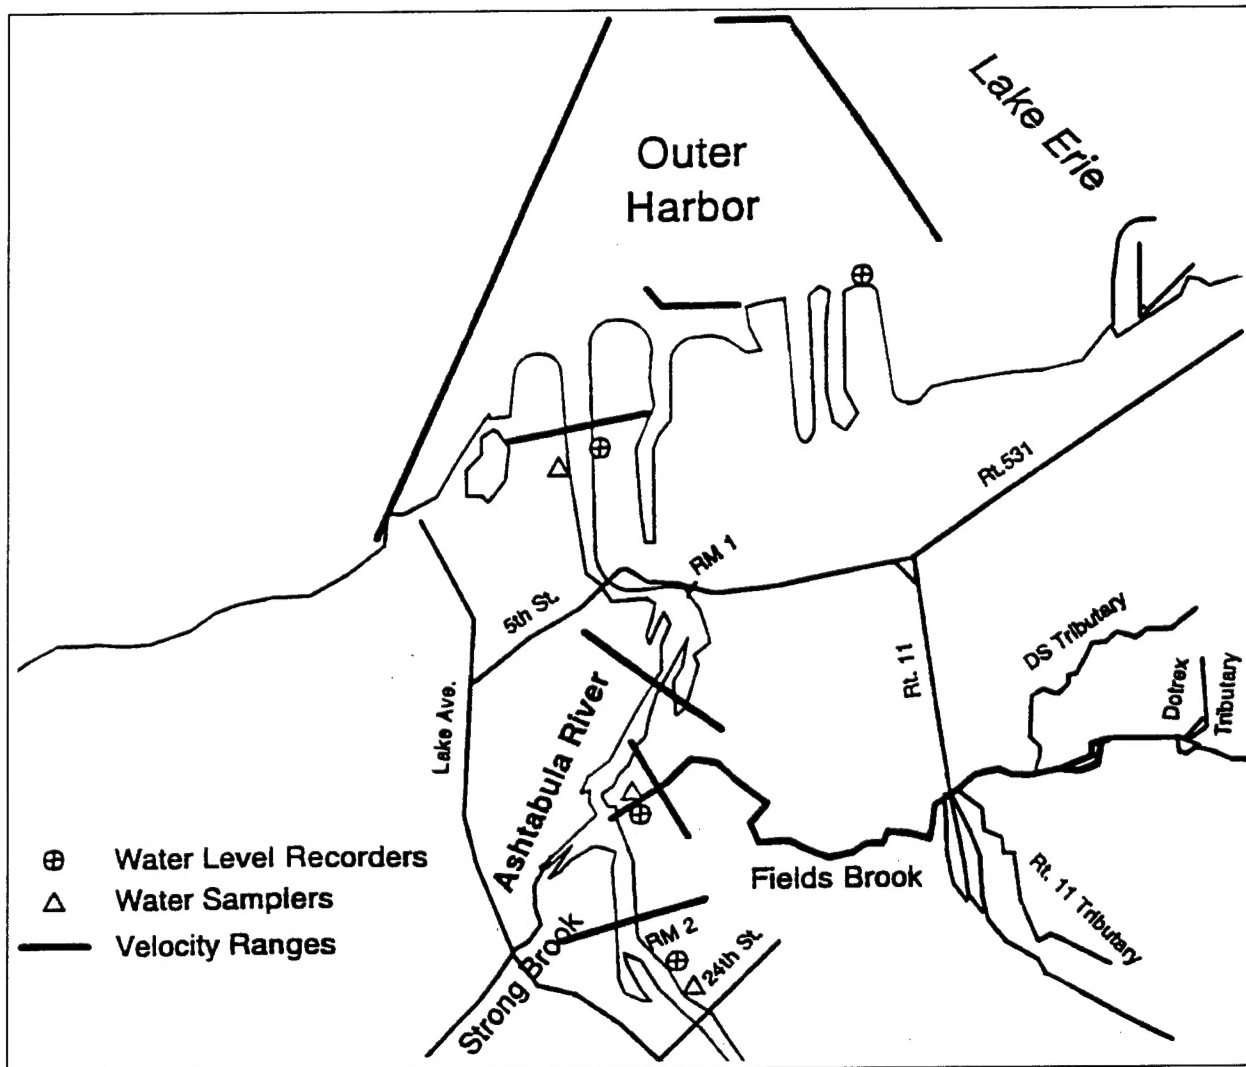 Lake Erie
Outer
Harbor
Rt.531
RM 1
5th St.
DS Tributary
Rt. 11
Dotrex
Tributary
Lake Ave.
Ashtabula River
Water Level Recorders
Water Samplers
Velocity Ranges
Fields Brook
Rt. 11 Tributary
RM 2
24th St.
Strong Brook